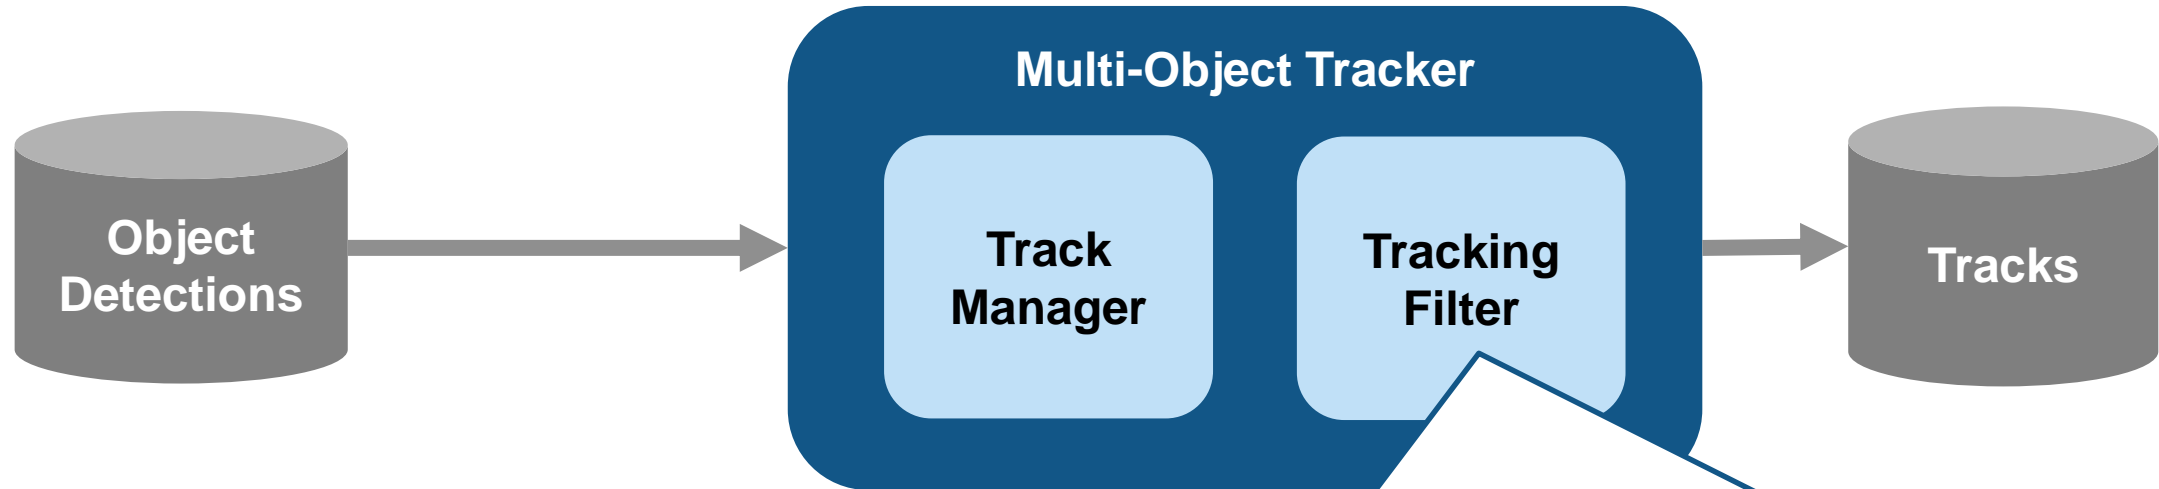 Multi-Object Tracker
Object
Detections
Track
Manager
Tracking
Filter
Tracks